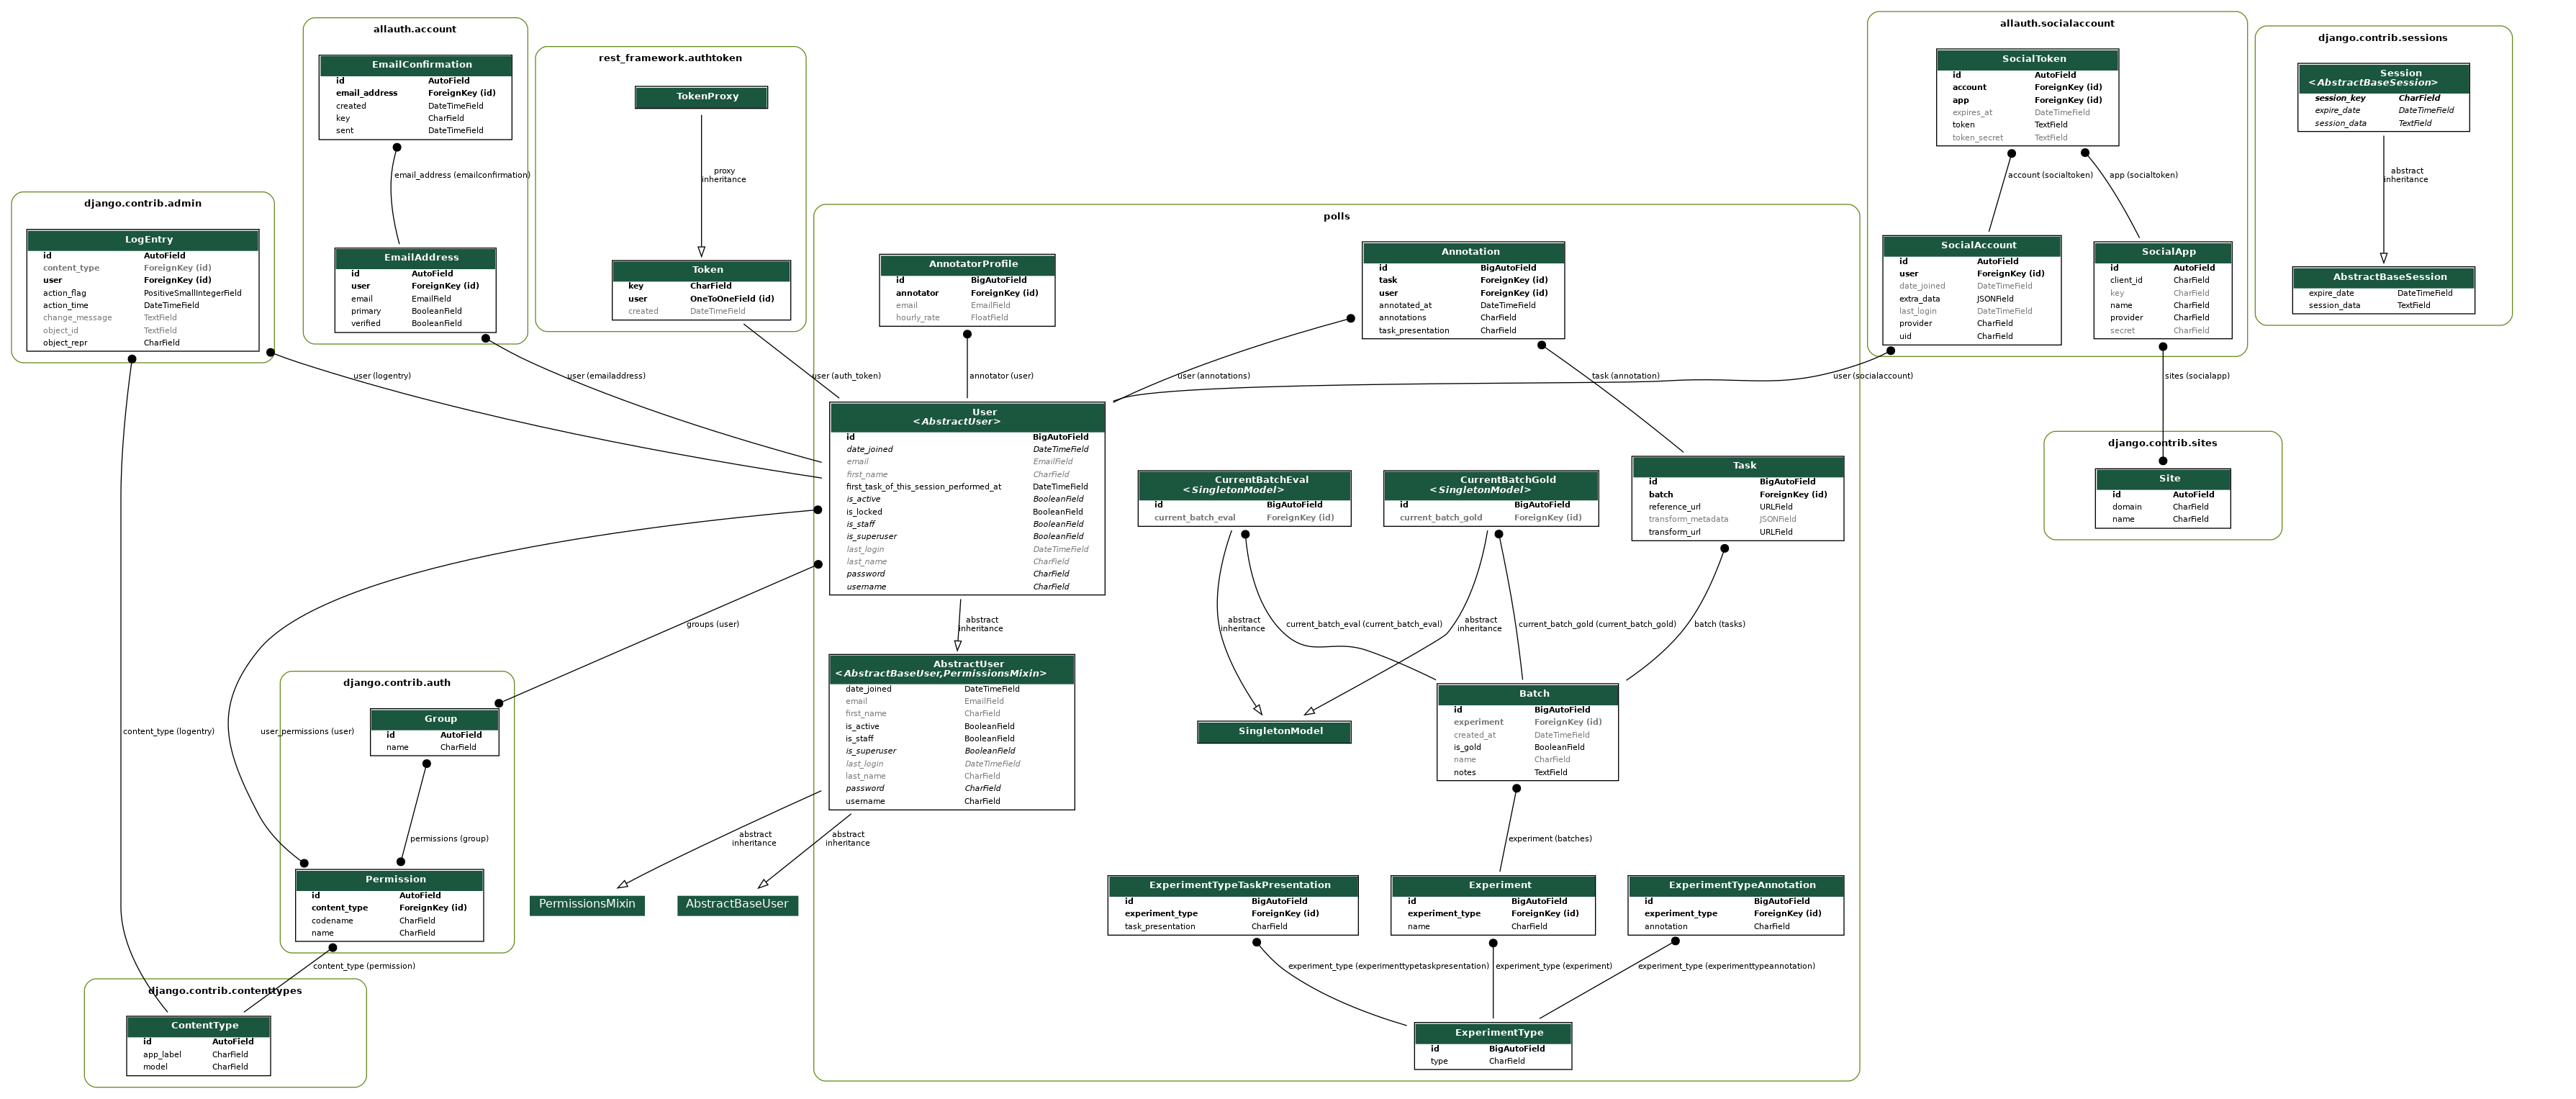 allauth.account
EmailConfirmation
id AutoField
email_address ForeignKey (id)
created DateTimeField
key CharField
sent DateTimeField
email_address (emailconfirmation)
EmailAddress
id AutoField
user ForeignKey (id)
email EmailField
primary BooleanField
verified BooleanField
user (emailaddress)
rest_framework.authtoken
TokenProxy
proxy
inheritance
Token
key CharField
user OneToOneField (id)
created DateTimeField
user (auth_token)
django.contrib.admin
LogEntry
id AutoField
content_type ForeignKey (id)
user ForeignKey (id)
action_flag PositiveSmallIntegerField
action_time DateTimeField
change_message TextField
object_id TextField
object_repr CharField
user (logentry)
content_type (logentry)
polls
AnnotatorProfile
id BigAutoField
annotator ForeignKey (id)
email EmailField
hourly_rate FloatField
annotator (user)
Annotation
id BigAutoField
task ForeignKey (id)
user ForeignKey (id)
annotated_at DateTimeField
annotations CharField
task_presentation CharField
user (annotations)
task (annotation)
User
<AbstractUser>
id BigAutoField
date_joined DateTimeField
email EmailField
first_name CharField
first_task_of_this_session_performed_at DateTimeField
is_active BooleanField
is_locked BooleanField
is_staff BooleanField
is_superuser BooleanField
last_login DateTimeField
last_name CharField
password CharField
username CharField
abstract
inheritance
groups (user)
user_permissions (user)
CurrentBatchEval
<SingletonModel>
id BigAutoField
current_batch_eval ForeignKey (id)
abstract
inheritance
current_batch_eval (current_batch_eval)
CurrentBatchGold
<SingletonModel>
id BigAutoField
current_batch_gold ForeignKey (id)
abstract
inheritance
current_batch_gold (current_batch_gold)
Task
id BigAutoField
batch ForeignKey (id)
reference_url URLField
transform_metadata JSONField
transform_url URLField
batch (tasks)
AbstractUser
<AbstractBaseUser,PermissionsMixin>
date_joined DateTimeField
email EmailField
first_name CharField
is_active BooleanField
is_staff BooleanField
is_superuser BooleanField
last_login DateTimeField
last_name CharField
password CharField
username CharField
abstract
inheritance
abstract
inheritance
PermissionsMixin
AbstractBaseUser
SingletonModel
Batch
id BigAutoField
experiment ForeignKey (id)
created_at DateTimeField
is_gold BooleanField
name CharField
notes TextField
experiment (batches)
ExperimentTypeTaskPresentation
id BigAutoField
experiment_type ForeignKey (id)
task_presentation CharField
experiment_type (experimenttypetaskpresentation)
Experiment
id BigAutoField
experiment_type ForeignKey (id)
name CharField
experiment_type (experiment)
ExperimentTypeAnnotation
id BigAutoField
experiment_type ForeignKey (id)
annotation CharField
experiment_type (experimenttypeannotation)
ExperimentType
id BigAutoField
type CharField
django.contrib.auth
Group
id AutoField
name CharField
permissions (group)
Permission
id AutoField
content_type ForeignKey (id)
codename CharField
name CharField
content_type (permission)
django.contrib.contenttypes
ContentType
id AutoField
app_label CharField
model CharField
allauth.socialaccount
SocialToken
id AutoField
account ForeignKey (id)
app ForeignKey (id)
expires_at DateTimeField
token TextField
token_secret TextField
account (socialtoken)
app (socialtoken)
SocialAccount
id AutoField
user ForeignKey (id)
date_joined DateTimeField
extra_data JSONField
last_login DateTimeField
provider CharField
uid CharField
user (socialaccount)
SocialApp
id AutoField
client_id CharField
key CharField
name CharField
provider CharField
secret CharField
sites (socialapp)
django.contrib.sites
Site
id AutoField
domain CharField
name CharField
django.contrib.sessions
Session
<AbstractBaseSession>
session_key CharField
expire_date DateTimeField
session_data TextField
abstract
inheritance
AbstractBaseSession
expire_date DateTimeField
session_data TextField